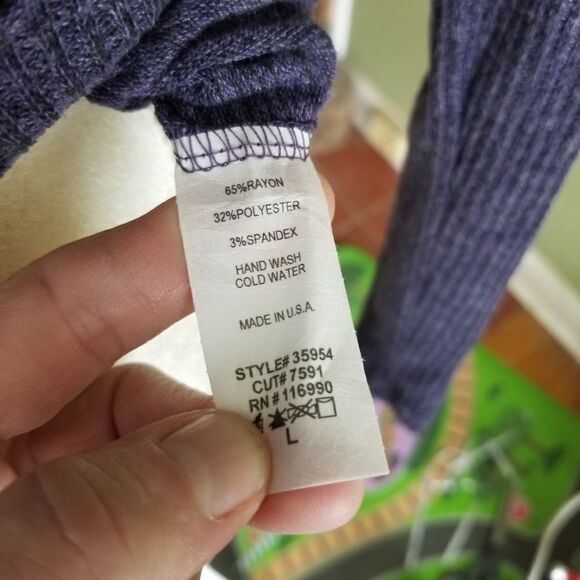 65%RAYON
32%POLYESTER
3%SPANDEX
HAND WASH
COLD WATER
MADE IN U.S.A.
STYLE# 35954
CUT# 7591
RN # 116990
L